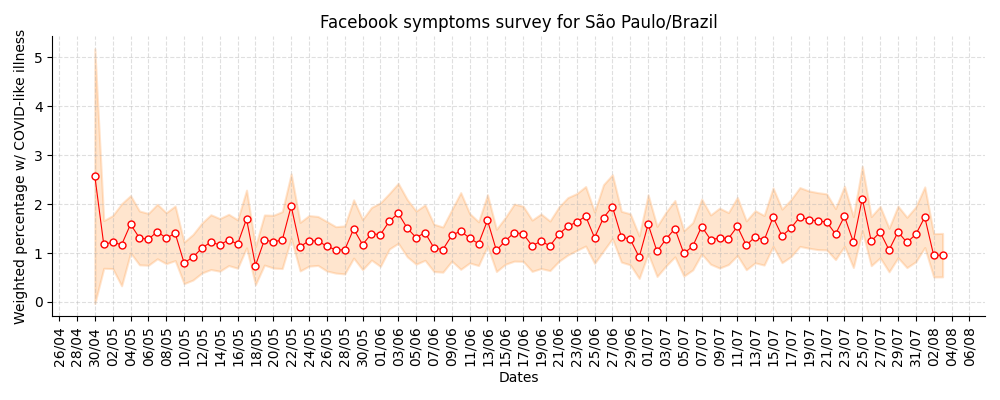 Facebook symptoms survey for São Paulo/Brazil
Weighted percentage w/ COVID-like illness
5
4
3
2
1
0
26/04 28/04 30/04 02/05 04/05 06/05 08/05 10/05 12/05 14/05 16/05 18/05 20/05 22/05 24/05 26/05 28/05 30/05 01/06 03/06 05/06 07/06 09/06 11/06 13/06 15/06 17/06 19/06 21/06 23/06 25/06 27/06 29/06 01/07 03/07 05/07 07/07 09/07 11/07 13/07 15/07 17/07 19/07 21/07 23/07 25/07 27/07 29/07 31/07 02/08 04/08 06/08
Dates